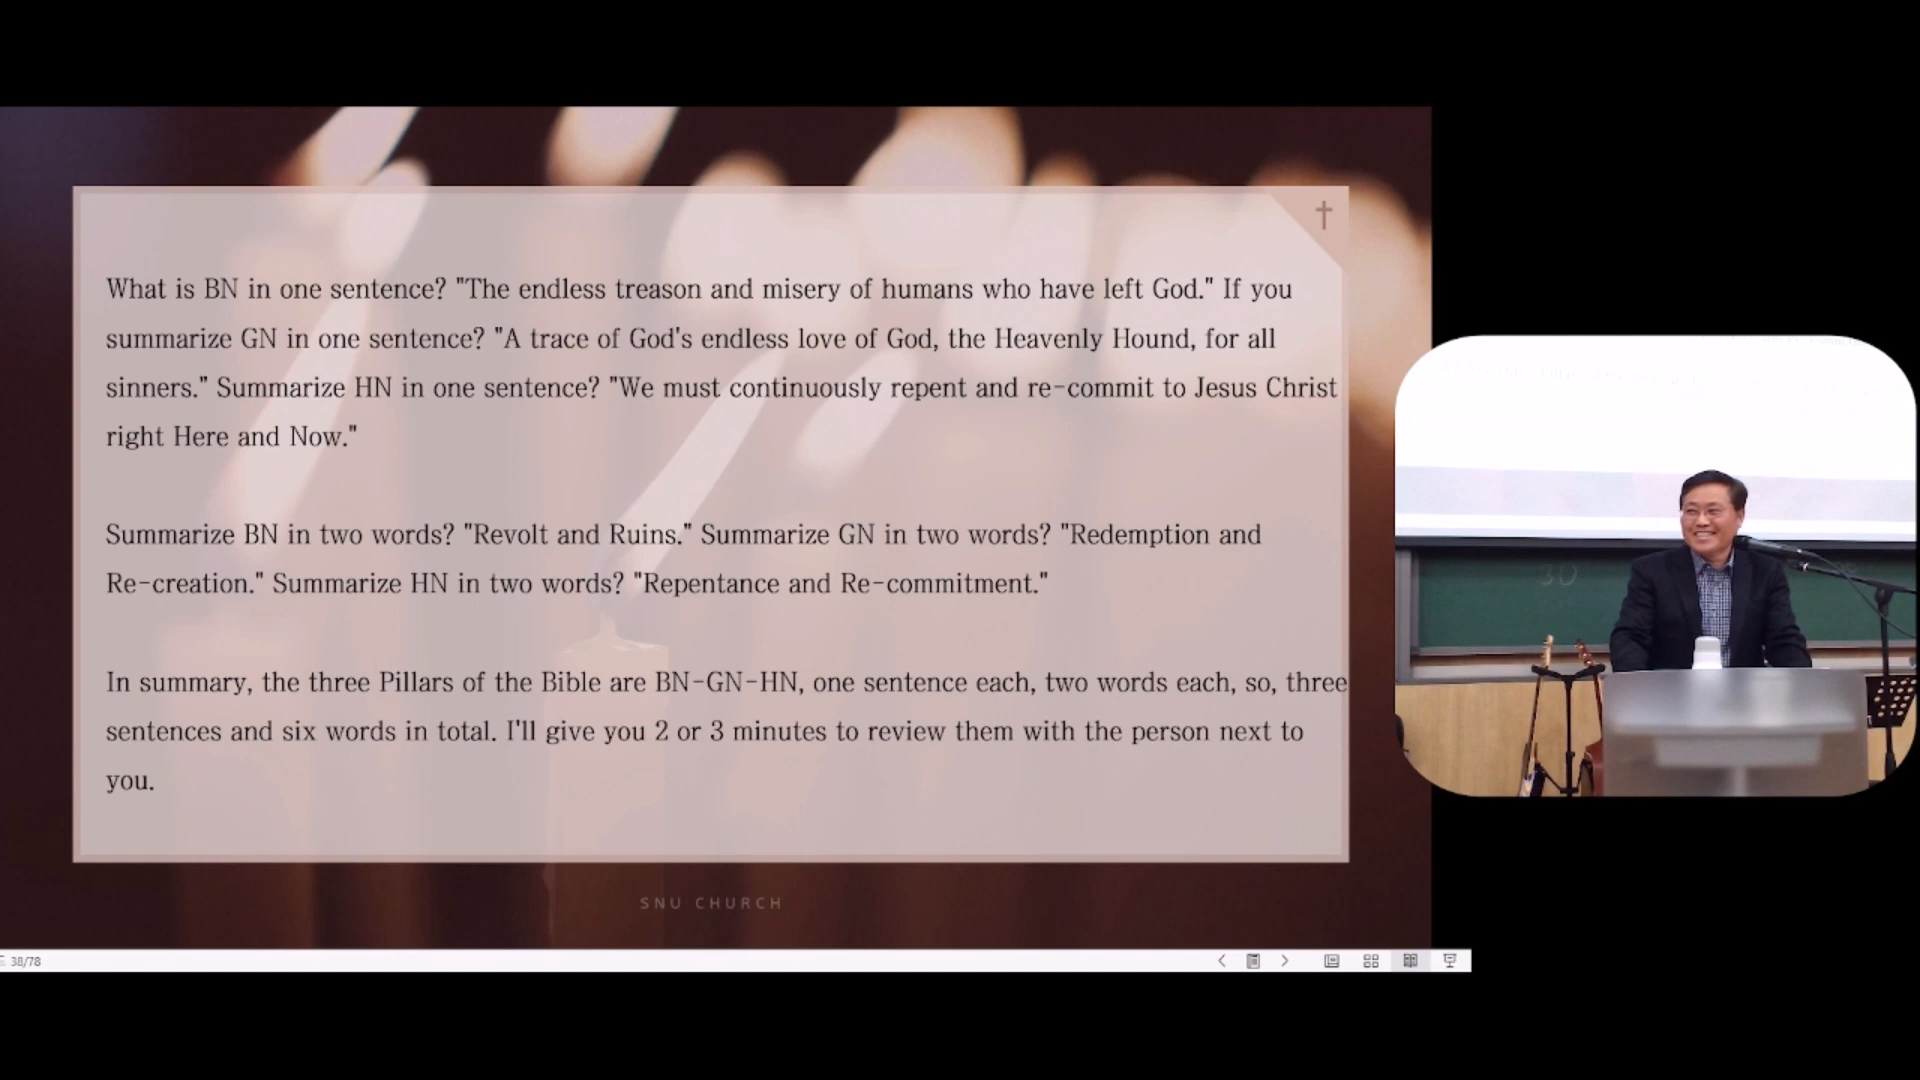 What is BN in one sentence? "The endless treason and misery of humans who have left God." If you
summarize GN in one sentence? "A trace of God's endless love of God, the Heavenly Hound, for all
sinners." Summarize HN in one sentence? "We must continuously repent and re-commit to Jesus Christ
right Here and Now."
Summarize BN in two words? "Revolt and Ruins." Summarize GN in two words? "Redemption and
Re-creation." Summarize HN in two words? "Repentance and Re-commitment."
In summary, the three Pillars of the Bible are BN-GN-HN, one sentence each, two words each, so, three
sentences and six words in total. I'll give you 2 or 3 minutes to review them with the person next to
you.
SNU CHURCH
38/78
30